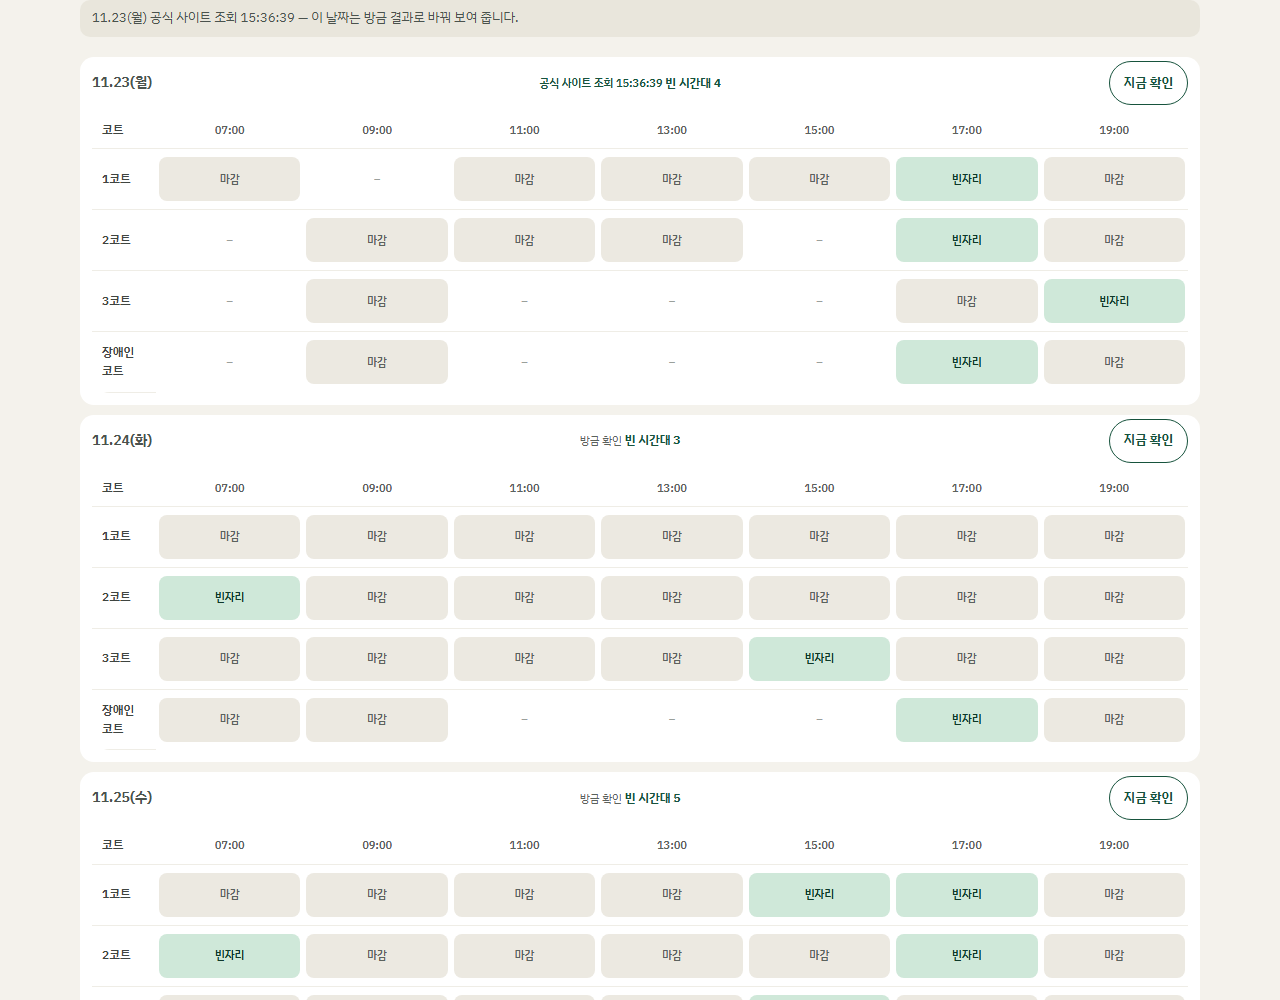 11.23(월) 공식 사이트 조회 15:36:39 — 이 날짜는 방금 결과로 바꿔 보여 줍니다.
11.23(월) 공식 사이트 조회 15:36:39 빈 시간대 4 지금 확인
코트 07:00 09:00 11:00 13:00 15:00 17:00 19:00
1코트 마감 – 마감 마감 마감 빈자리 마감
2코트 – 마감 마감 마감 – 빈자리 마감
3코트 – 마감 – – – 마감 빈자리
장애인
코트 – 마감 – – – 빈자리 마감
11.24(화) 방금 확인 빈 시간대 3 지금 확인
코트 07:00 09:00 11:00 13:00 15:00 17:00 19:00
1코트 마감 마감 마감 마감 마감 마감 마감
2코트 빈자리 마감 마감 마감 마감 마감 마감
3코트 마감 마감 마감 마감 빈자리 마감 마감
장애인
코트 마감 마감 – – – 빈자리 마감
11.25(수) 방금 확인 빈 시간대 5 지금 확인
코트 07:00 09:00 11:00 13:00 15:00 17:00 19:00
1코트 마감 마감 마감 마감 빈자리 빈자리 마감
2코트 빈자리 마감 마감 마감 마감 빈자리 마감